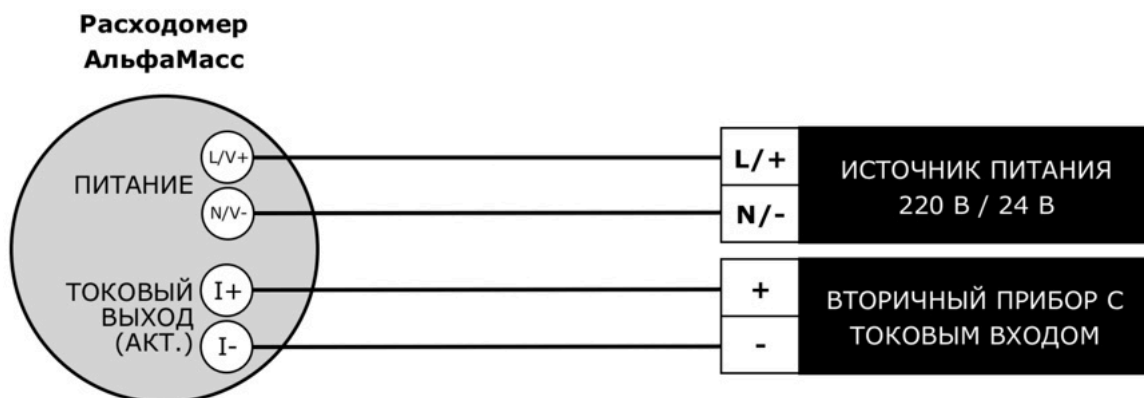 Расходомер
АльфаМасс
ПИТАНИЕ
L/V+
N/V-
L/+
N/-
ИСТОЧНИК ПИТАНИЯ
220 В / 24 В
ТОКОВЫЙ
ВЫХОД
(АКТ.)
I+
I-
+
-
ВТОРИЧНЫЙ ПРИБОР С
ТОКОВЫМ ВХОДОМ